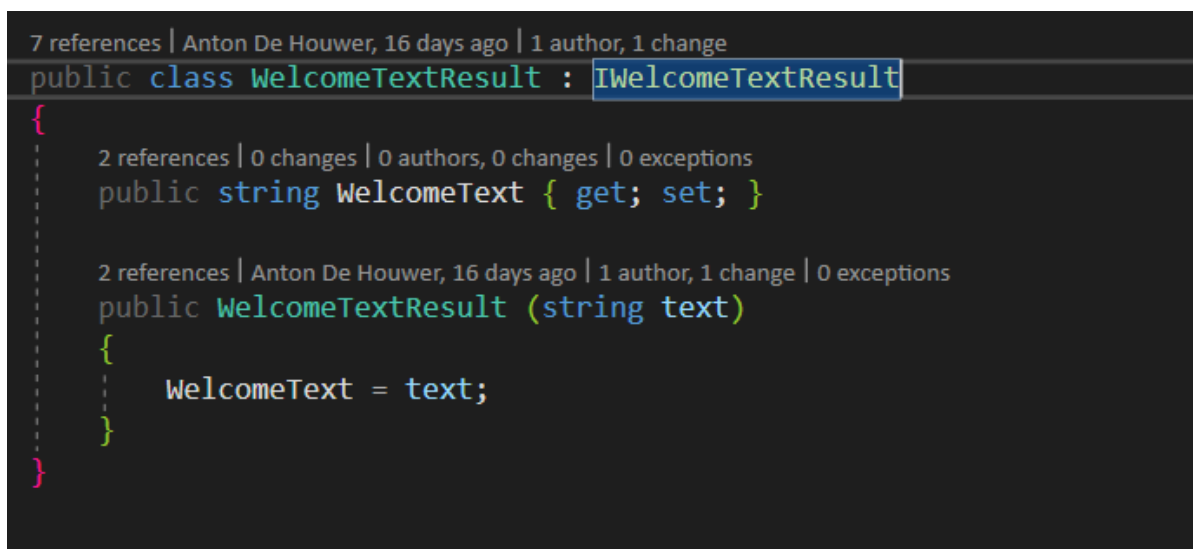 7 references | Anton De Houwer, 16 days ago | 1 author, 1 change
public class WelcomeTextResult : IWelcomeTextResult
{
2 references | 0 changes | 0 authors, 0 changes | 0 exceptions
public string WelcomeText { get; set; }
2 references | Anton De Houwer, 16 days ago | 1 author, 1 change | 0 exceptions
public WelcomeTextResult (string text)
{
WelcomeText = text;
}
}